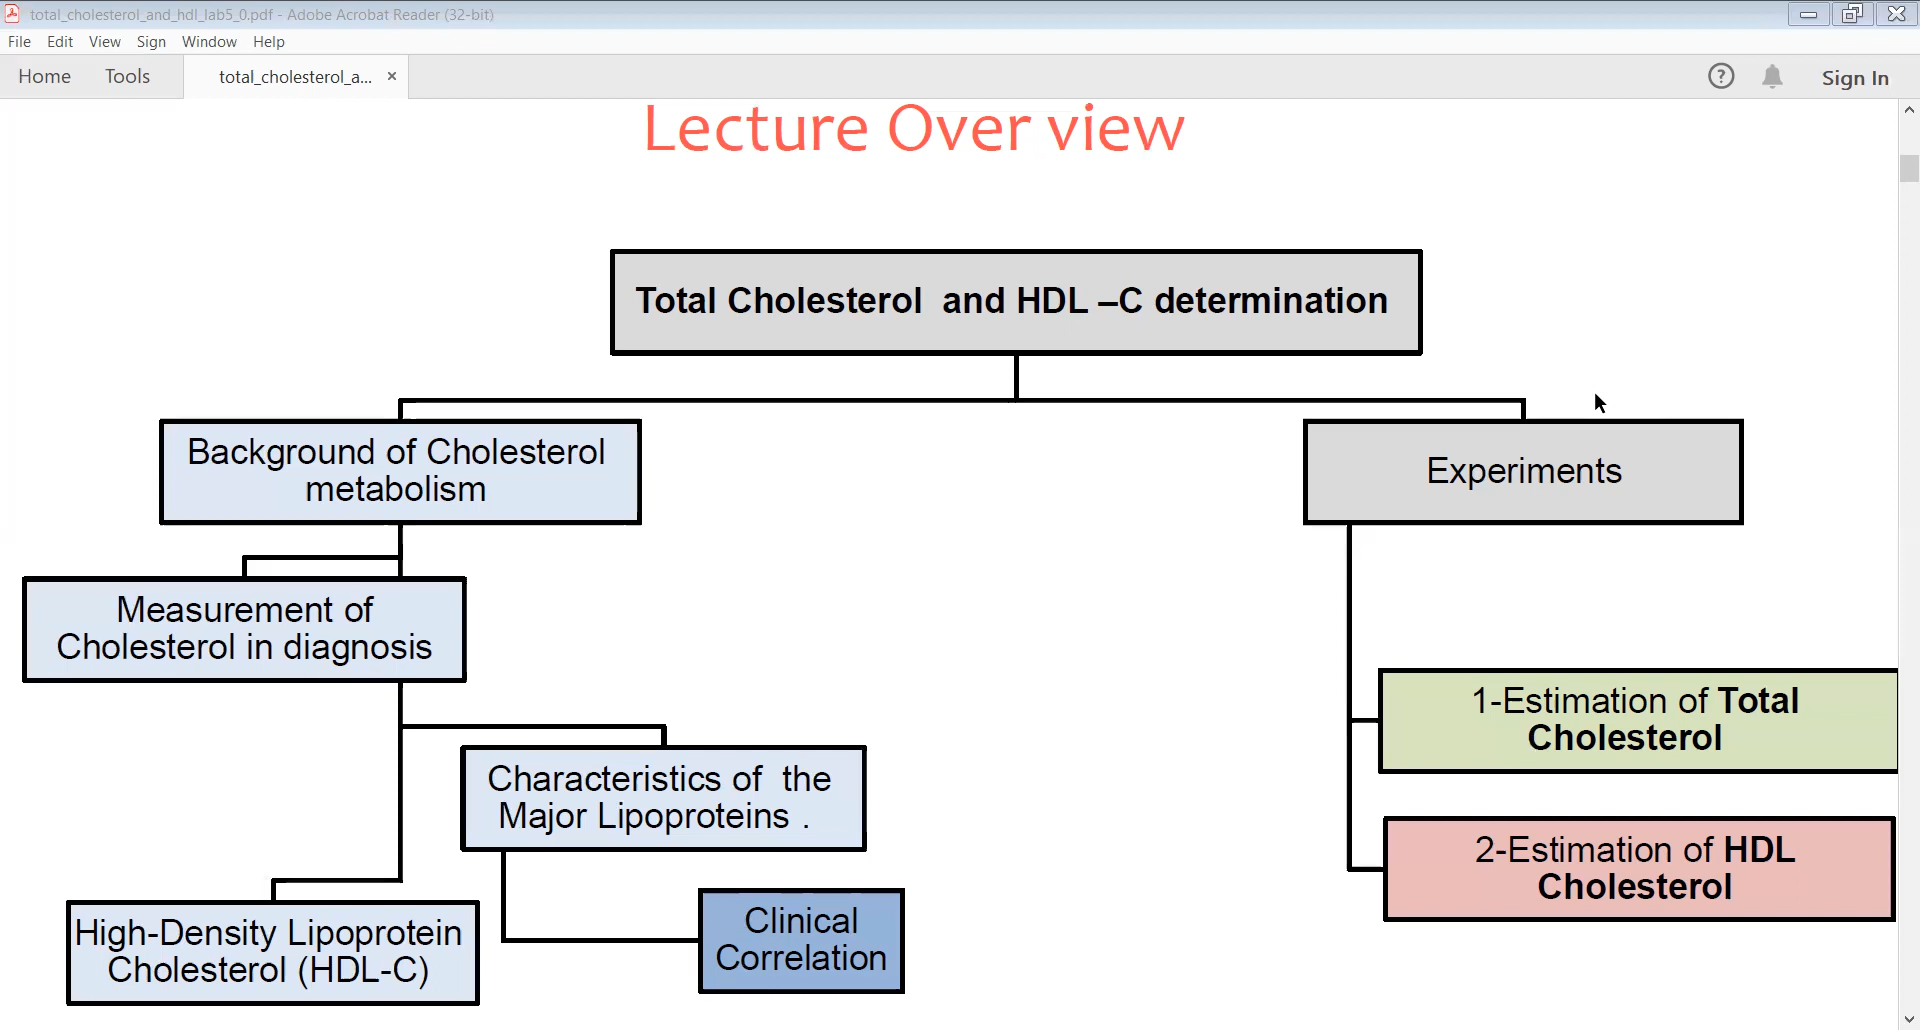 total_cholesterol_and_hdl_lab5_0.pdf - Adobe Acrobat Reader (32-bit)
File Edit View Sign Window Help
Home Tools total_cholesterol_a... × ? Sign In
Lecture Over view
Total Cholesterol and HDL –C determination
Background of Cholesterol
metabolism
Experiments
Measurement of
Cholesterol in diagnosis
1-Estimation of Total
Cholesterol
Characteristics of the
Major Lipoproteins .
2-Estimation of HDL
Cholesterol
High-Density Lipoprotein
Cholesterol (HDL-C)
Clinical
Correlation